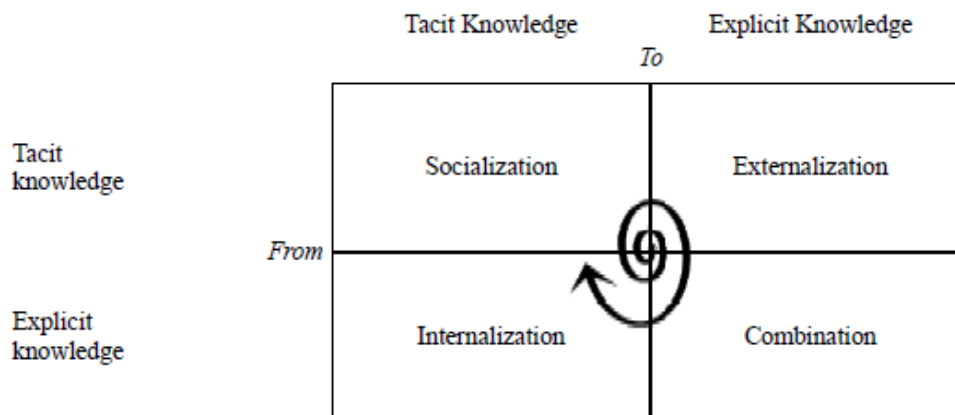 Tacit Knowledge Explicit Knowledge
To
Tacit
knowledge
Socialization Externalization
From
Explicit
knowledge
Internalization Combination